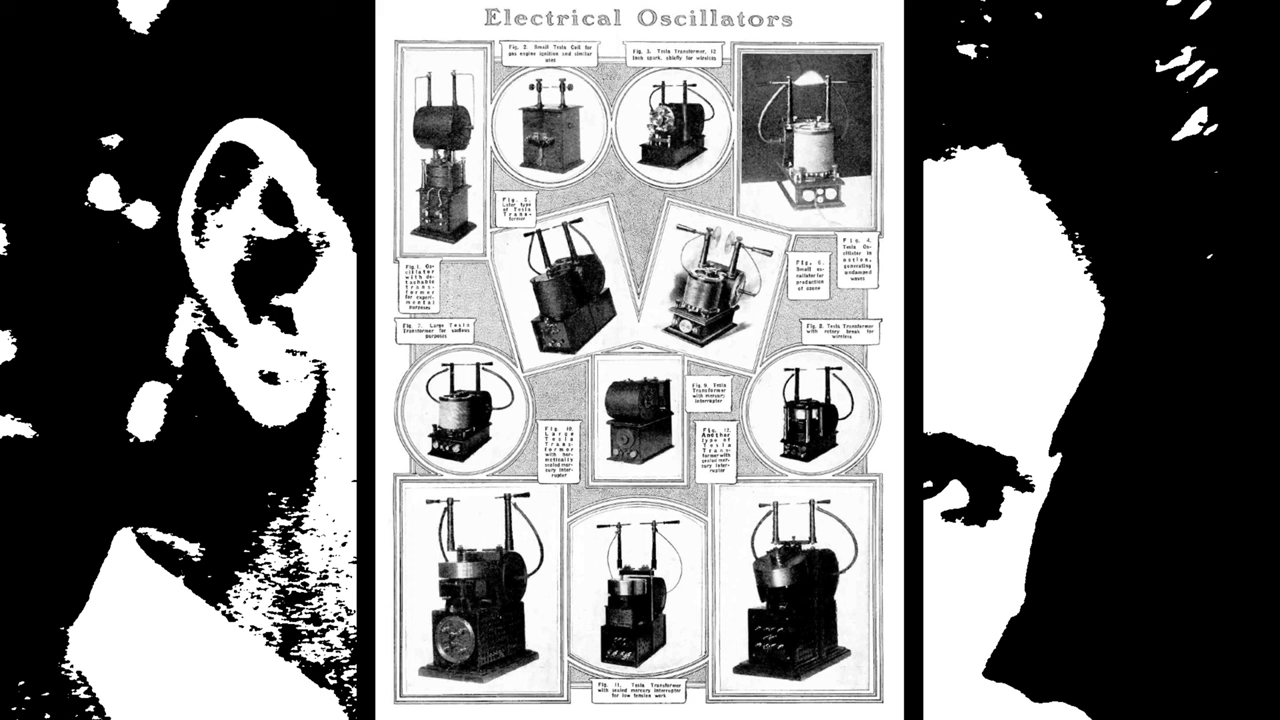 Electrical Oscillators
Fig. 2. Small Tesla Coil for
gas engine ignition and similar
uses
Fig. 3. Tesla Transformer, 12
inch spark, chiefly for wireless
Fig. 5.
Later type
of Tesla
Trans-
former
Fig. 4.
Tesla Os-
cillator in
action,
generating
undamped
waves
Fig. 6.
Small os-
cillator for
production
of ozone
Fig. 1. Os-
cillator
with de-
tachable
trans-
former
for experi-
mental
purposes
Fig. 7. Large Tesla
Transformer for various
purposes
Fig. 8. Tesla Transformer
with rotary break for
wireless
Fig. 9. Tesla
Transformer
with mercury
interrupter
Fig. 10.
Large
Tesla
Trans-
former
with her-
metically
sealed mer-
cury inter-
rupter
Fig. 12.
Another
type of
Tesla
Trans-
former with
sealed mer-
cury inter-
rupter
Fig. 11. Tesla Transformer
with sealed mercury interrupter
for low tension work